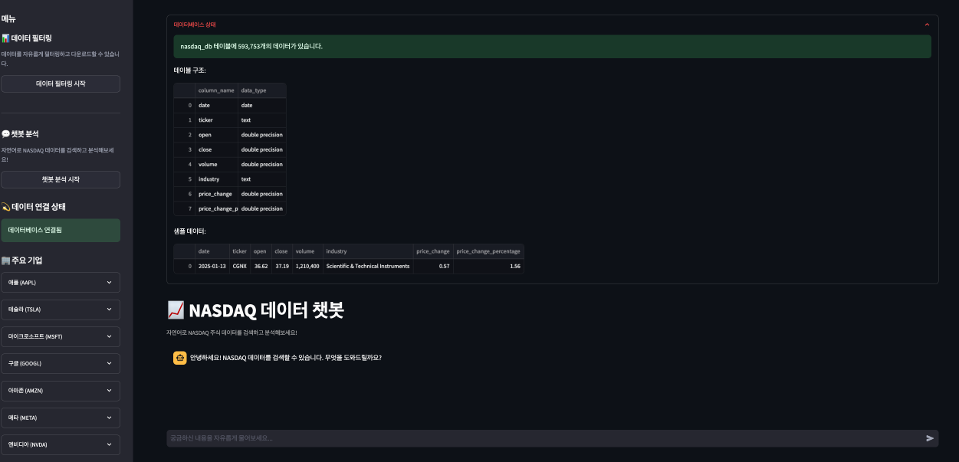 메뉴
📊 데이터 필터링
데이터를 자유롭게 필터링하고 다운로드할 수 있습니
다.
데이터 필터링 시작
💬 챗봇 분석
자연어로 NASDAQ 데이터를 검색하고 분석해보세
요!
챗봇 분석 시작
💫 데이터 연결 상태
데이터베이스 연결됨
🏢 주요 기업
애플 (AAPL)
테슬라 (TSLA)
마이크로소프트 (MSFT)
구글 (GOOGL)
아마존 (AMZN)
메타 (META)
엔비디아 (NVDA)
데이터베이스 상태
nasdaq_db 테이블에 593,753개의 데이터가 있습니다.
테이블 구조:
column_name data_type
0 date date
1 ticker text
2 open double precision
3 close double precision
4 volume double precision
5 industry text
6 price_change double precision
7 price_change_p double precision
샘플 데이터:
date ticker open close volume industry price_change price_change_percentage
0 2025-01-13 CGNX 36.62 37.19 1,210,400 Scientific & Technical Instruments 0.57 1.56
📈 NASDAQ 데이터 챗봇
자연어로 NASDAQ 주식 데이터를 검색하고 분석해보세요!
안녕하세요! NASDAQ 데이터를 검색할 수 있습니다. 무엇을 도와드릴까요?
궁금하신 내용을 자유롭게 물어보세요...